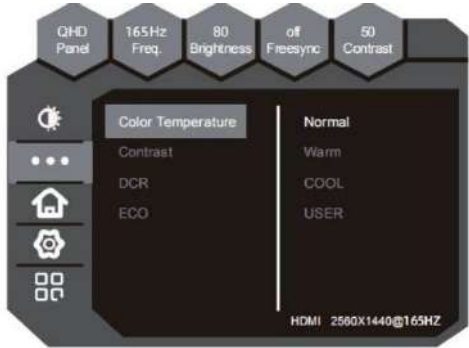 QHD Panel
165Hz Freq.
80 Brightness
off Freesync
50 Contrast
Color Temperature
Contrast
DCR
ECO
Normal
Warm
COOL
USER
HDMI 2560X1440@165HZ